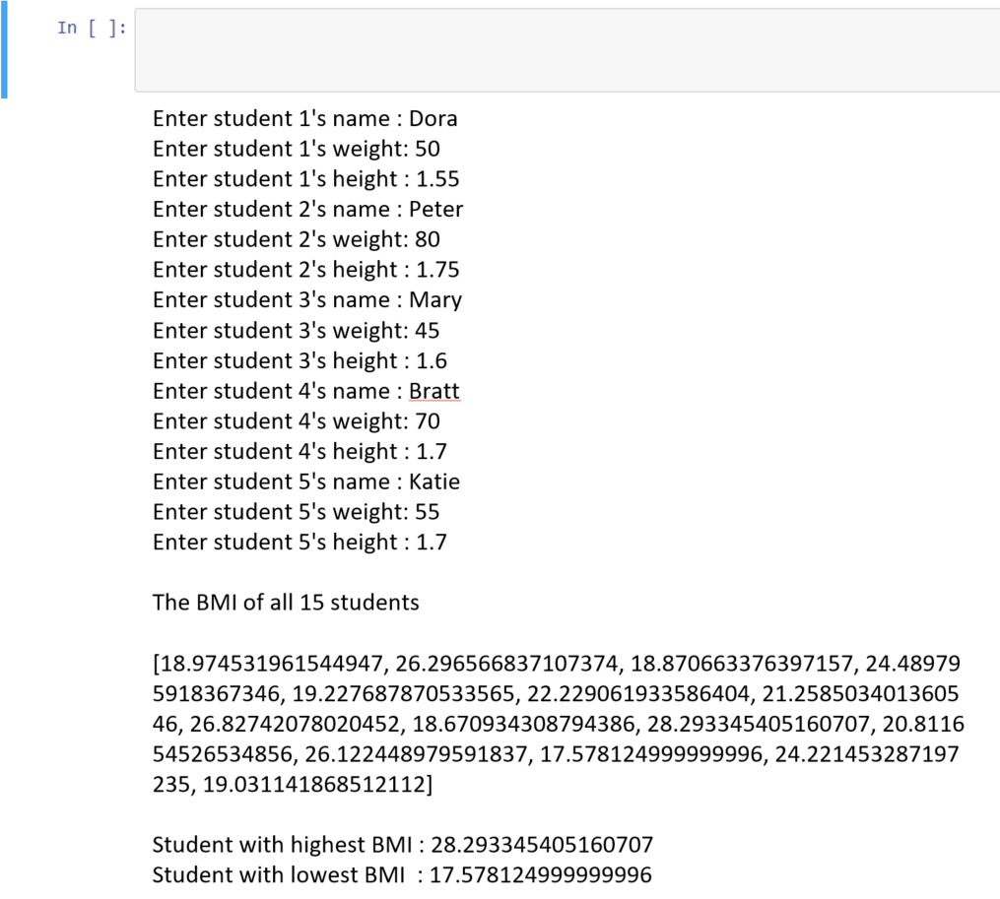 In [ ]:
Enter student 1's name : Dora
Enter student 1's weight: 50
Enter student 1's height : 1.55
Enter student 2's name : Peter
Enter student 2's weight: 80
Enter student 2's height : 1.75
Enter student 3's name : Mary
Enter student 3's weight: 45
Enter student 3's height : 1.6
Enter student 4's name : Bratt
Enter student 4's weight: 70
Enter student 4's height : 1.7
Enter student 5's name : Katie
Enter student 5's weight: 55
Enter student 5's height : 1.7
The BMI of all 15 students
[18.974531961544947, 26.296566837107374, 18.870663376397157, 24.48979
5918367346, 19.227687870533565, 22.229061933586404, 21.2585034013605
46, 26.82742078020452, 18.670934308794386, 28.293345405160707, 20.8116
54526534856, 26.122448979591837, 17.578124999999996, 24.221453287197
235, 19.031141868512112]
Student with highest BMI : 28.293345405160707
Student with lowest BMI  : 17.578124999999996